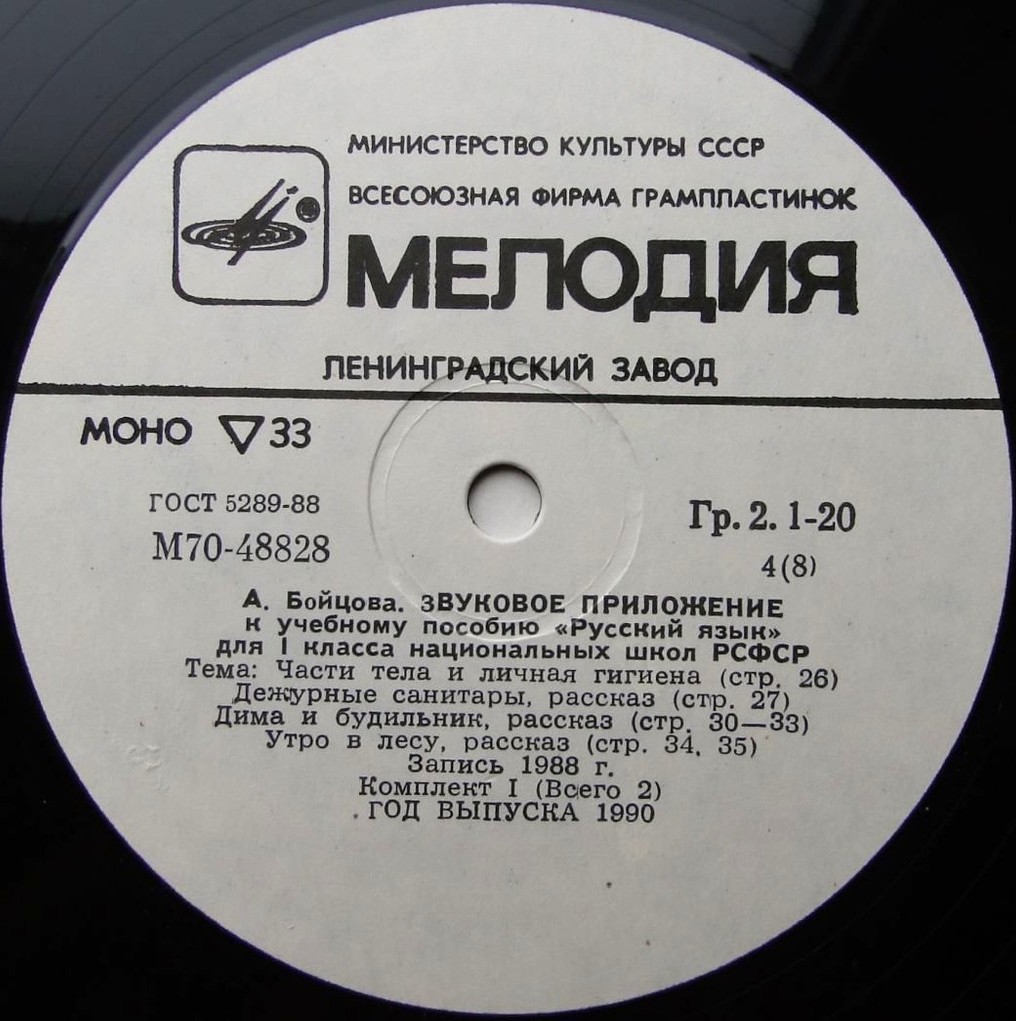 МИНИСТЕРСТВО КУЛЬТУРЫ СССР
ВСЕСОЮЗНАЯ ФИРМА ГРАМПЛАСТИНОК
МЕЛОДИЯ
ЛЕНИНГРАДСКИЙ ЗАВОД
МОНО ▽33
ГОСТ 5289-88
М70-48828
Гр. 2. 1-20
4(8)
А. Бойцова. ЗВУКОВОЕ ПРИЛОЖЕНИЕ
к учебному пособию «Русский язык»
для I класса национальных школ РСФСР
Тема: Части тела и личная гигиена (стр. 26)
Дежурные санитары, рассказ (стр. 27)
Дима и будильник, рассказ (стр. 30—33)
Утро в лесу, рассказ (стр. 34, 35)
Запись 1988 г.
Комплект I (Всего 2)
ГОД ВЫПУСКА 1990